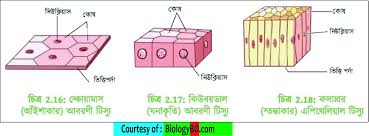 নিউক্লিয়াস
কোষ
ভিত্তিপর্দা
চিত্র 2.16: স্কোয়ামাস
(আঁইশাকার) আবরণী টিস্যু
কোষ
নিউক্লিয়াস
চিত্র 2.17: কিউবয়ডাল
(ঘনাকৃতি) আবরণী টিস্যু
কোষ
নিউক্লিয়াস
ভিত্তি পর্দা
চিত্র 2.18: কলামনার
(স্তম্ভাকার) এপিথেলিয়াল টিস্যু
Courtesy of : BiologyBD.com